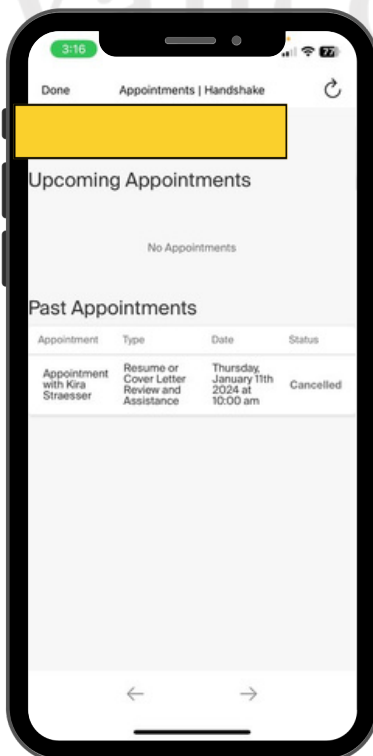 3:16
77
Done Appointments | Handshake
Upcoming Appointments
No Appointments
Past Appointments
Appointment Type Date Status
Appointment with Kira Straesser
Resume or Cover Letter Review and Assistance
Thursday, January 11th 2024 at 10:00 am
Cancelled